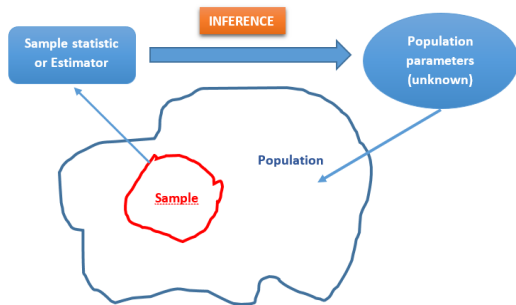 INFERENCE
Sample statistic
or Estimator
Population
parameters
(unknown)
Population
Sample